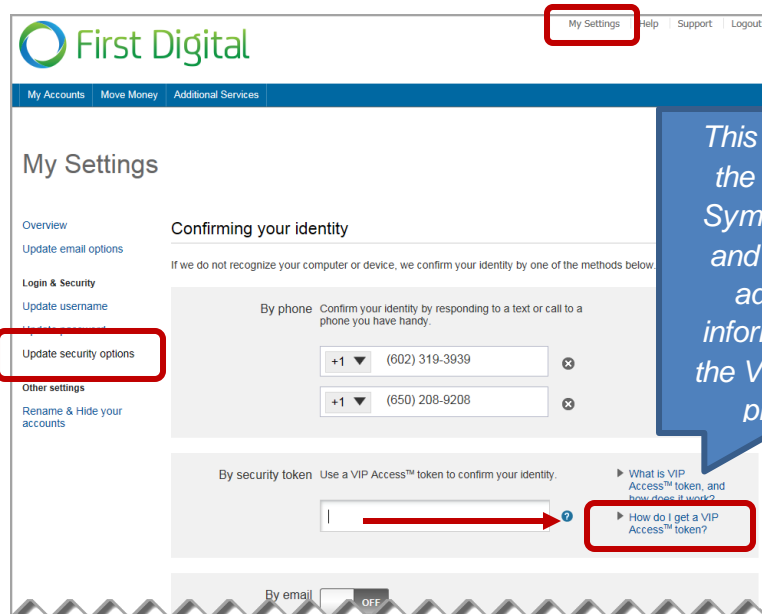 First Digital
My Settings Help Support Logout
My Accounts Move Money Additional Services
My Settings
Overview
Update email options
Login & Security
Update username
Update security options
Other settings
Rename & Hide your
accounts
Confirming your identity
If we do not recognize your computer or device, we confirm your identity by one of the methods below.
By phone Confirm your identity by responding to a text or call to a
phone you have handy.
+1 (602) 319-3939
+1 (650) 208-9208
By security token Use a VIP Access™ token to confirm your identity.
What is VIP
Access™ token, and
how does it work?
How do I get a VIP
Access™ token?
By email OFF
This
the
Sym
and
infor
the V